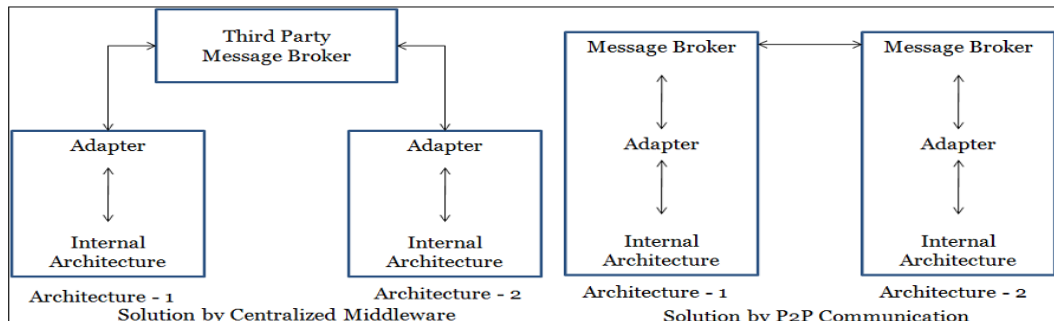 Third Party
Message Broker
Adapter
Internal
Architecture
Architecture - 1
Adapter
Internal
Architecture
Architecture - 2
Solution by Centralized Middleware
Message Broker
Adapter
Internal
Architecture
Architecture - 1
Message Broker
Adapter
Internal
Architecture
Architecture - 2
Solution by P2P Communication